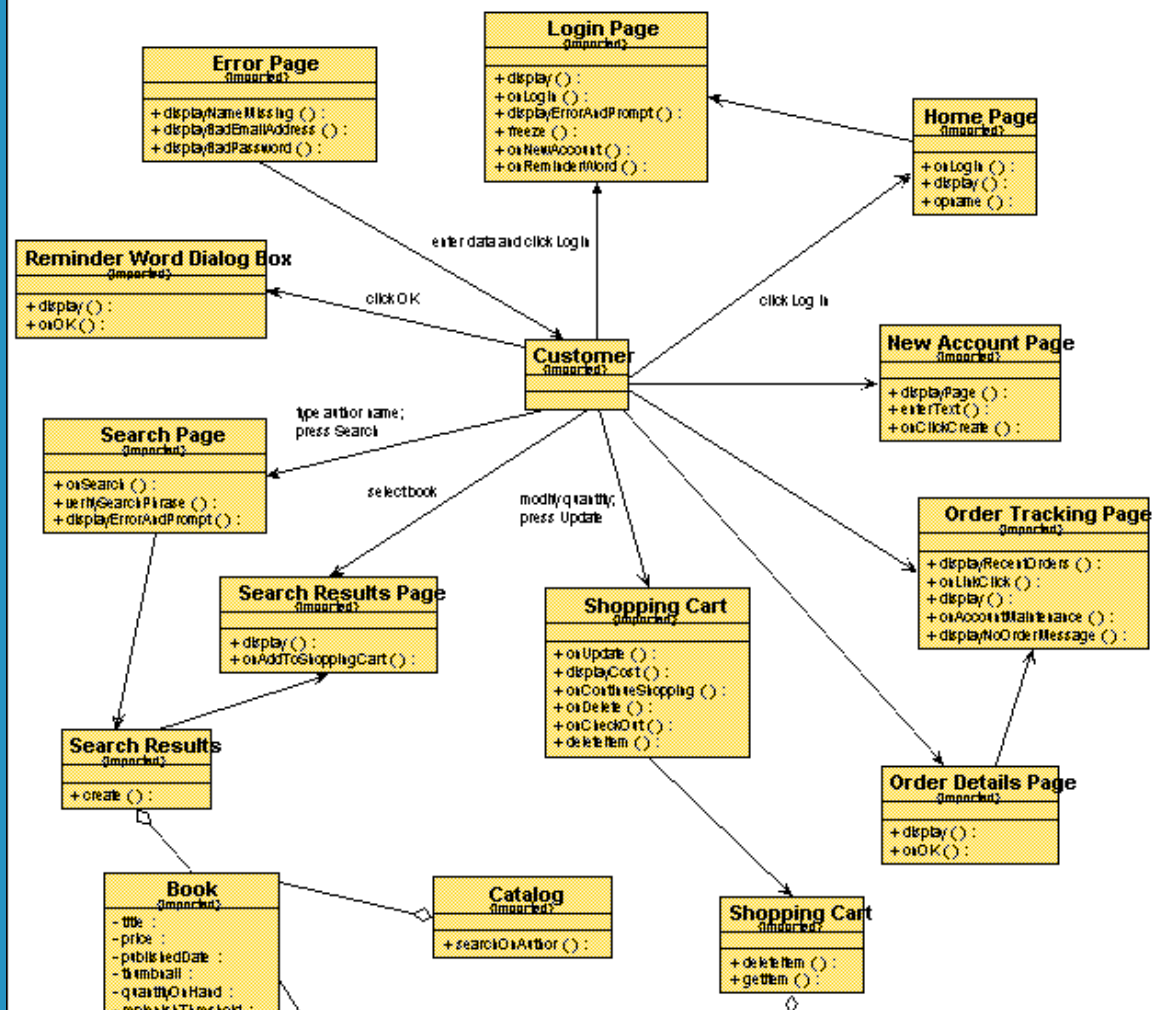 Login Page
{Imported}
+ display () :
+ onLogIn () :
+ displayErrorAndPrompt() :
+ freeze () :
+ onNewAccount () :
+ onReminderWord () :
Error Page
{Imported}
+ displayNameMissing () :
+ displayBadEmailAddress () :
+ displayBadPassword () :
Home Page
{Imported}
+ onLogIn () :
+ display () :
+ opname () :
enter data and click Log In
Reminder Word Dialog Box
{Imported}
+ display () :
+ onOK () :
click OK
click Log In
Customer
{Imported}
New Account Page
{Imported}
+ displayPage () :
+ enterText () :
+ onClickCreate () :
type author name;
press Search
Search Page
{Imported}
+ onSearch () :
+ verifySearchPhrase () :
+ displayErrorAndPrompt() :
select book
modify quantity;
press Update
Order Tracking Page
{Imported}
+ displayRecentOrders () :
+ onLinkClick () :
+ display () :
+ onAccountMaintenance () :
+ displayNoOrderMessage () :
Search Results Page
{Imported}
+ display () :
+ onAddToShoppingCart () :
Shopping Cart
{Imported}
+ onUpdate () :
+ displayCost () :
+ onContinueShopping () :
+ onDelete () :
+ onCheckOut () :
+ deleteItem () :
Search Results
{Imported}
+ create () :
Order Details Page
{Imported}
+ display () :
+ onOK () :
Book
{Imported}
- title :
- price :
- publishedDate :
- thumbnail :
- quantityOnHand :
- replenishThreshold :
Catalog
{Imported}
+ searchOnAuthor () :
Shopping Cart
{Imported}
+ deleteItem () :
+ getItem () :